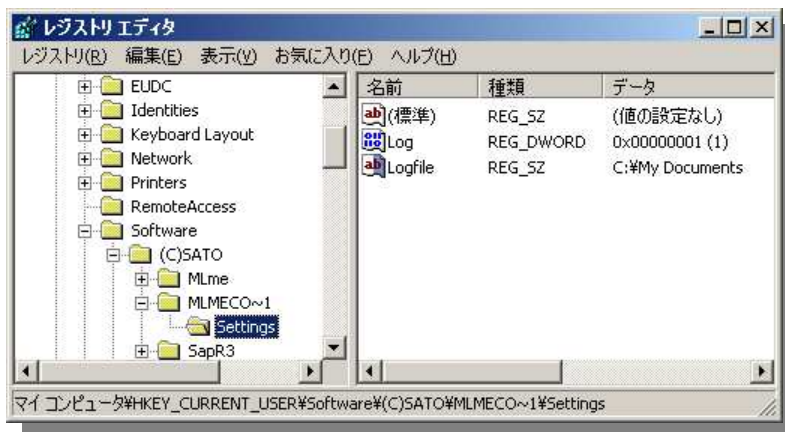 レジストリ エディタ
レジストリ(R) 編集(E) 表示(V) お気に入り(F) ヘルプ(H)
EUDC
Identities
Keyboard Layout
Network
Printers
RemoteAccess
Software
(C)SATO
MLme
MLMECO~1
Settings
SapR3
名前 種類 データ
ab (標準) REG_SZ (値の設定なし)
Log REG_DWORD 0x00000001 (1)
ab Logfile REG_SZ C:¥My Documents
マイ コンピュータ¥HKEY_CURRENT_USER¥Software¥(C)SATO¥MLMECO~1¥Settings